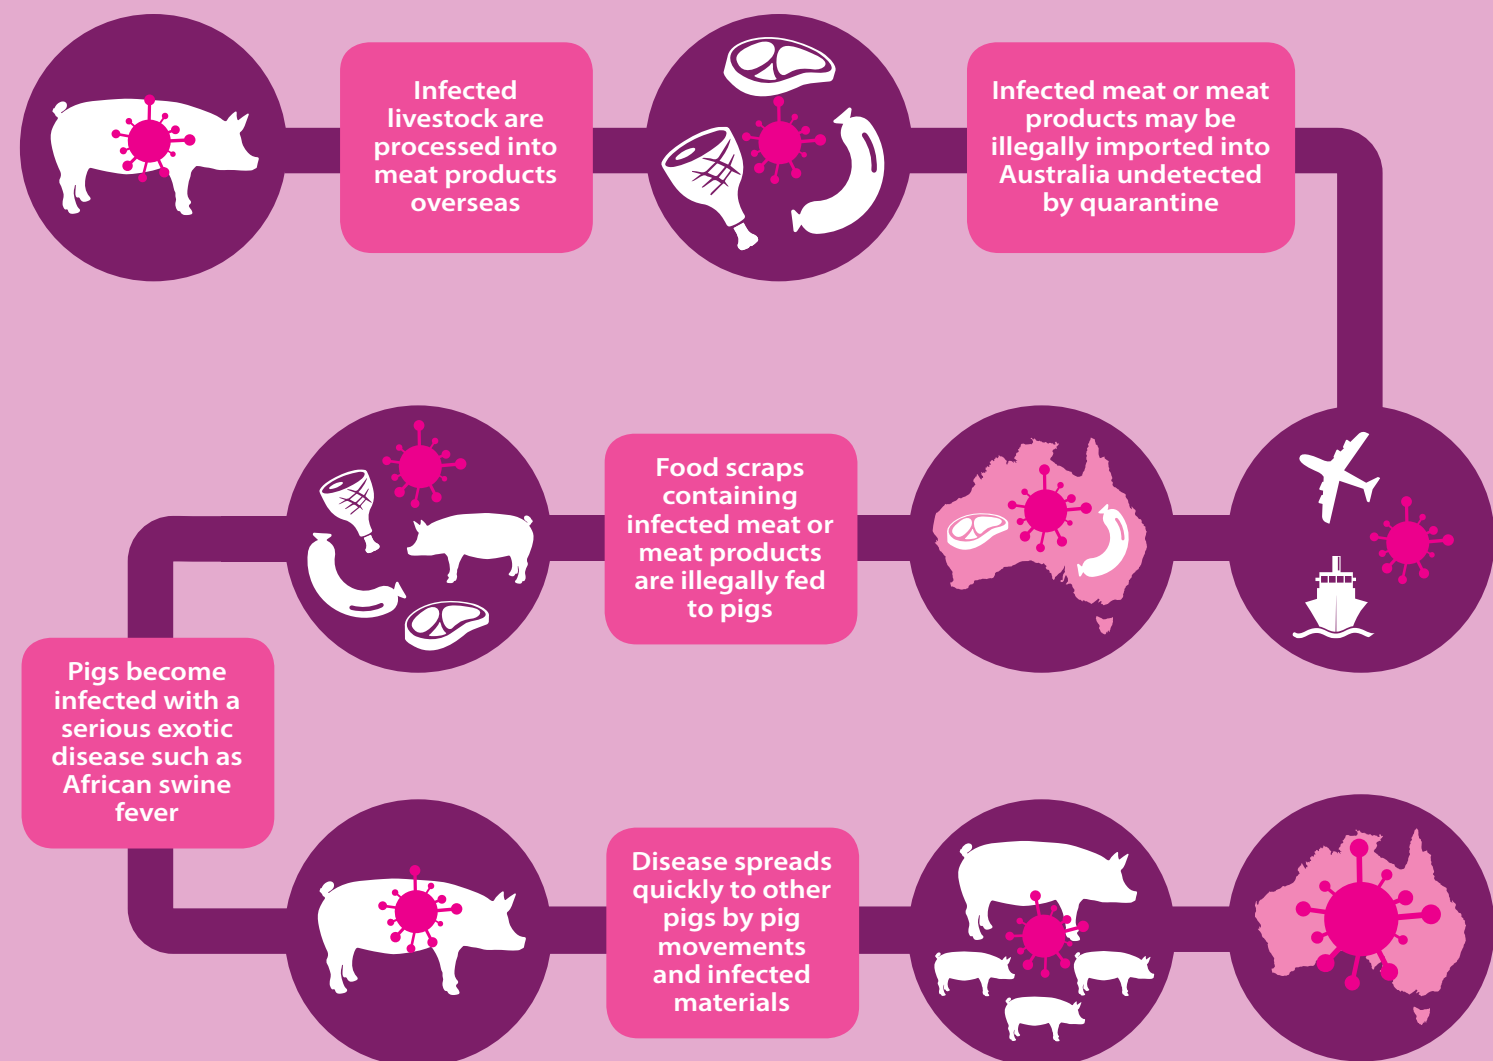 Infected
livestock are
processed into
meat products
overseas
Infected meat or meat
products may be
illegally imported into
Australia undetected
by quarantine
Food scraps
containing
infected meat or
meat products
are illegally fed
to pigs
Pigs become
infected with a
serious exotic
disease such as
African swine
fever
Disease spreads
quickly to other
pigs by pig
movements
and infected
materials